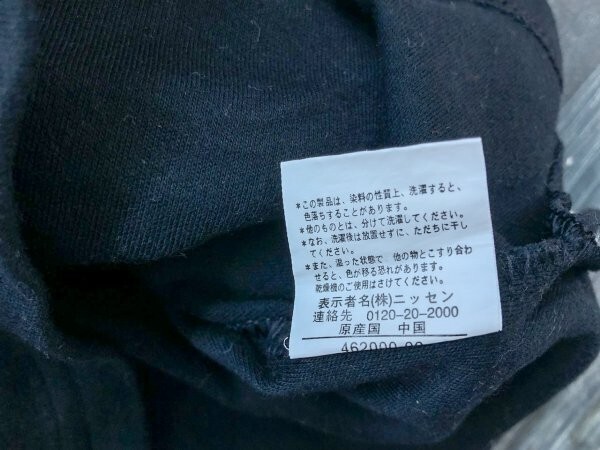 *この製品は、染料の性質上、洗濯すると、
色落ちすることがあります。
*他のものとは、分けて洗濯してください。
*なお、洗濯後は放置せずに、ただちに干し
てください。
*また、湿った状態で 他の物とこすり合わ
せると、色が移る恐れがあります。
乾燥機のご使用はさけてください。
表示者名(株)ニッセン
連絡先 0120-20-2000
原産国 中国